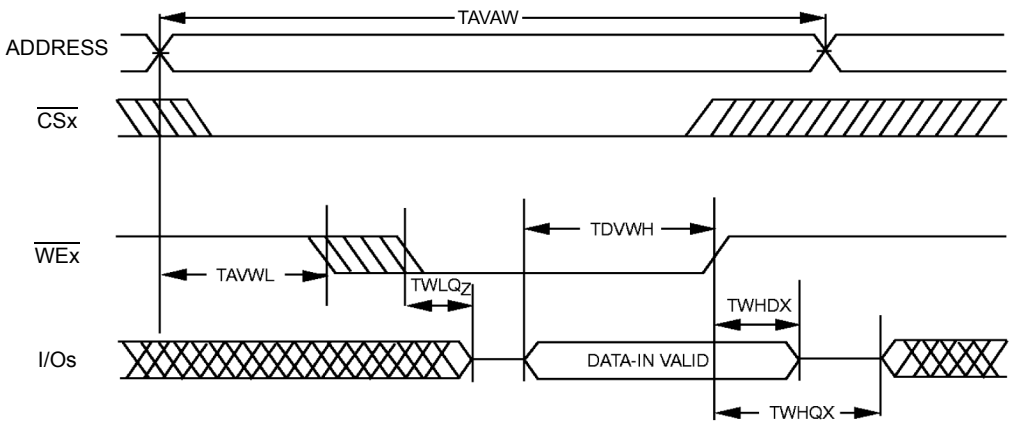 TAVAW
ADDRESS
CSx
TDVWH
WEx
TAVWL
TWLQZ
TWHDX
I/Os
DATA-IN VALID
TWHQX